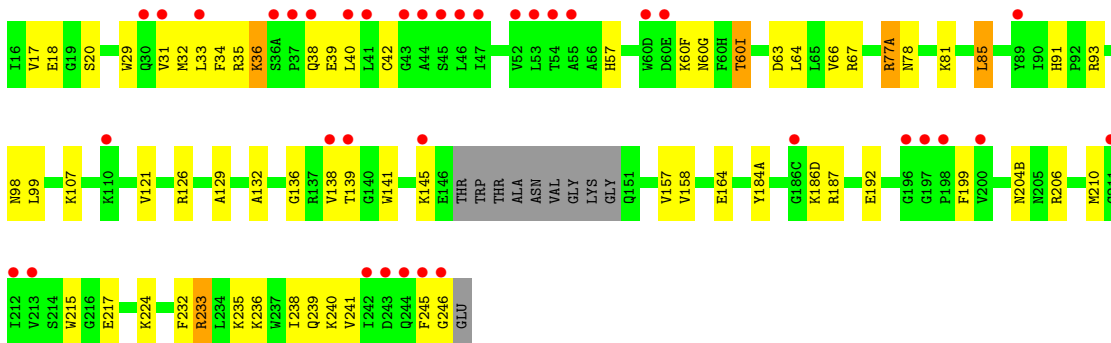 I16 V17 E18 G19 S20 W29 Q30 V31 M32 L33 F34 R35 K36 S36A P37 Q38 E39 L40 L41 C42 G43 A44 S45 L46 I47 V52 L53 T54 A55 A56 H57 W60D D60E K60F N60G F60H T60I D63 L64 L65 V66 R67 R77A N78 K81 L85 Y89 I90 H91 P92 R93
N98 L99 K107 K110 V121 R126 A129 A132 G136 R137 V138 T139 G140 W141 K145 E146 THR TRP THR ALA ASN VAL GLY LYS GLY Q151 V157 V158 E164 Y184A G186C K186D R187 E192 G196 G197 P198 F199 V200 N204B N205 R206 M210
I212 V213 S214 W215 G216 E217 K224 F232 R233 L234 K235 K236 W237 I238 Q239 K240 V241 I242 D243 Q244 F245 G246 GLU